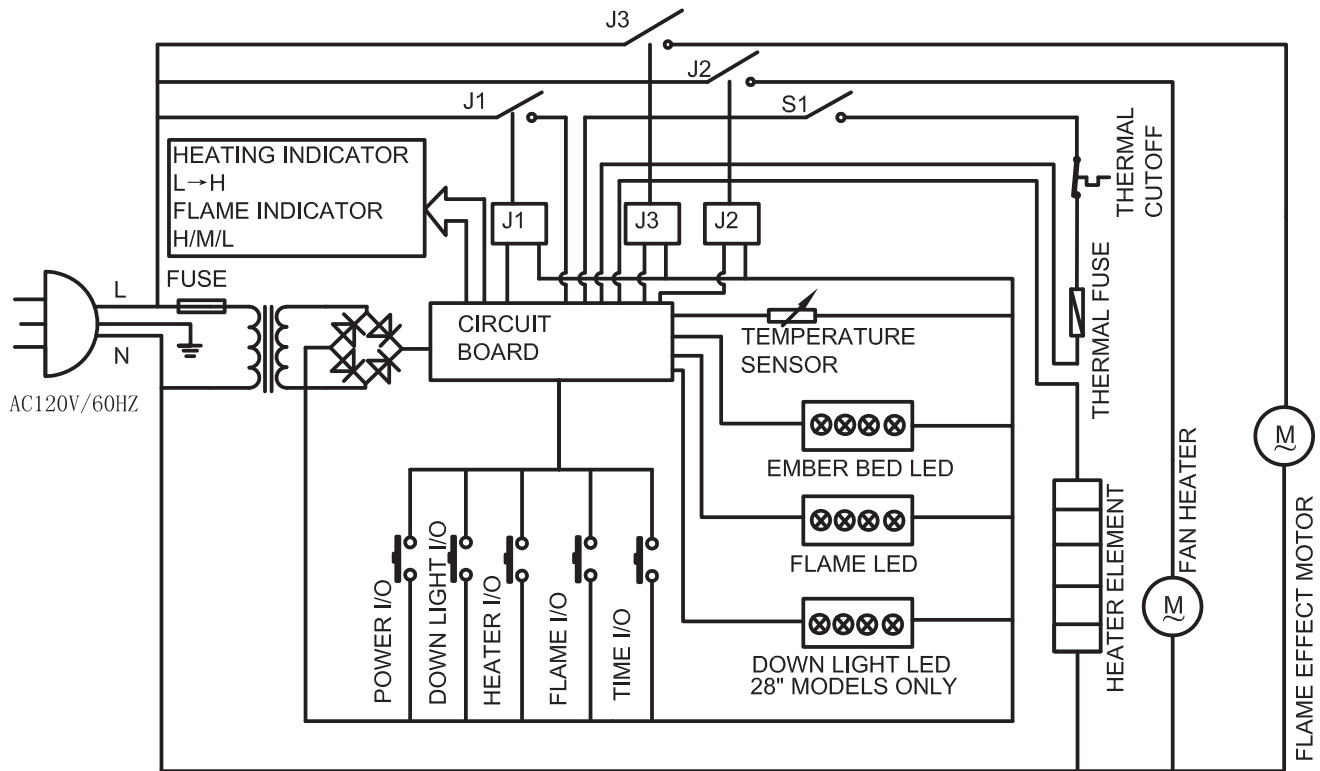 J3
J2
J1
S1
HEATING INDICATOR
L→H
FLAME INDICATOR
H/M/L
THERMAL
CUTOFF
J1
J3
J2
L
FUSE
N
AC120V/60HZ
CIRCUIT
BOARD
TEMPERATURE
SENSOR
THERMAL FUSE
EMBER BED LED
FLAME LED
DOWN LIGHT LED
28" MODELS ONLY
POWER I/O
DOWN LIGHT I/O
HEATER I/O
FLAME I/O
TIME I/O
HEATER ELEMENT
FAN HEATER
M
~
M
~
FLAME EFFECT MOTOR